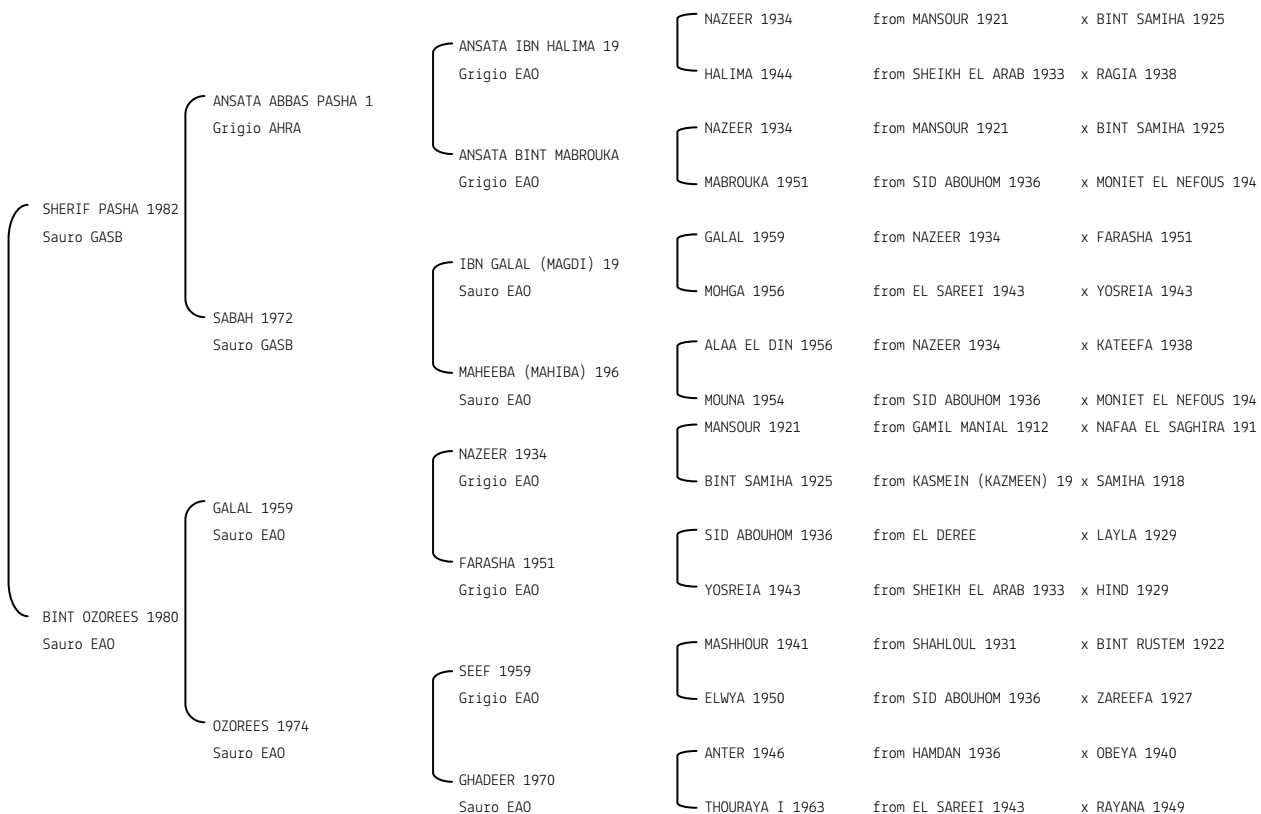 NAZEER 1934 from MANSOUR 1921 x BINT SAMIHA 1925
ANSATA IBN HALIMA 19
Grigio EAO HALIMA 1944 from SHEIKH EL ARAB 1933 x RAGIA 1938
ANSATA ABBAS PASHA 1
Grigio AHRA NAZEER 1934 from MANSOUR 1921 x BINT SAMIHA 1925
ANSATA BINT MABROUKA
Grigio EAO MABROUKA 1951 from SID ABOUHOM 1936 x MONIET EL NEFOUS 194
SHERIF PASHA 1982
Sauro GASB GALAL 1959 from NAZEER 1934 x FARASHA 1951
IBN GALAL (MAGDI) 19
Sauro EAO MOHGA 1956 from EL SAREEI 1943 x YOSREIA 1943
SABAH 1972
Sauro GASB ALAA EL DIN 1956 from NAZEER 1934 x KATEEFA 1938
MAHEEBA (MAHIBA) 196
Sauro EAO MOUNA 1954 from SID ABOUHOM 1936 x MONIET EL NEFOUS 194
MANSOUR 1921 from GAMIL MANIAL 1912 x NAFAA EL SAGHIRA 191
NAZEER 1934
Grigio EAO BINT SAMIHA 1925 from KASMEIN (KAZMEEN) 19 x SAMIHA 1918
GALAL 1959
Sauro EAO SID ABOUHOM 1936 from EL DEREE x LAYLA 1929
FARASHA 1951
Grigio EAO YOSREIA 1943 from SHEIKH EL ARAB 1933 x HIND 1929
BINT OZOREES 1980
Sauro EAO MASHHOUR 1941 from SHAHLOUL 1931 x BINT RUSTEM 1922
SEEF 1959
Grigio EAO ELWYA 1950 from SID ABOUHOM 1936 x ZAREEFA 1927
OZOREES 1974
Sauro EAO ANTER 1946 from HAMDAN 1936 x OBEYA 1940
GHADEER 1970
Sauro EAO THOURAYA I 1963 from EL SAREEI 1943 x RAYANA 1949